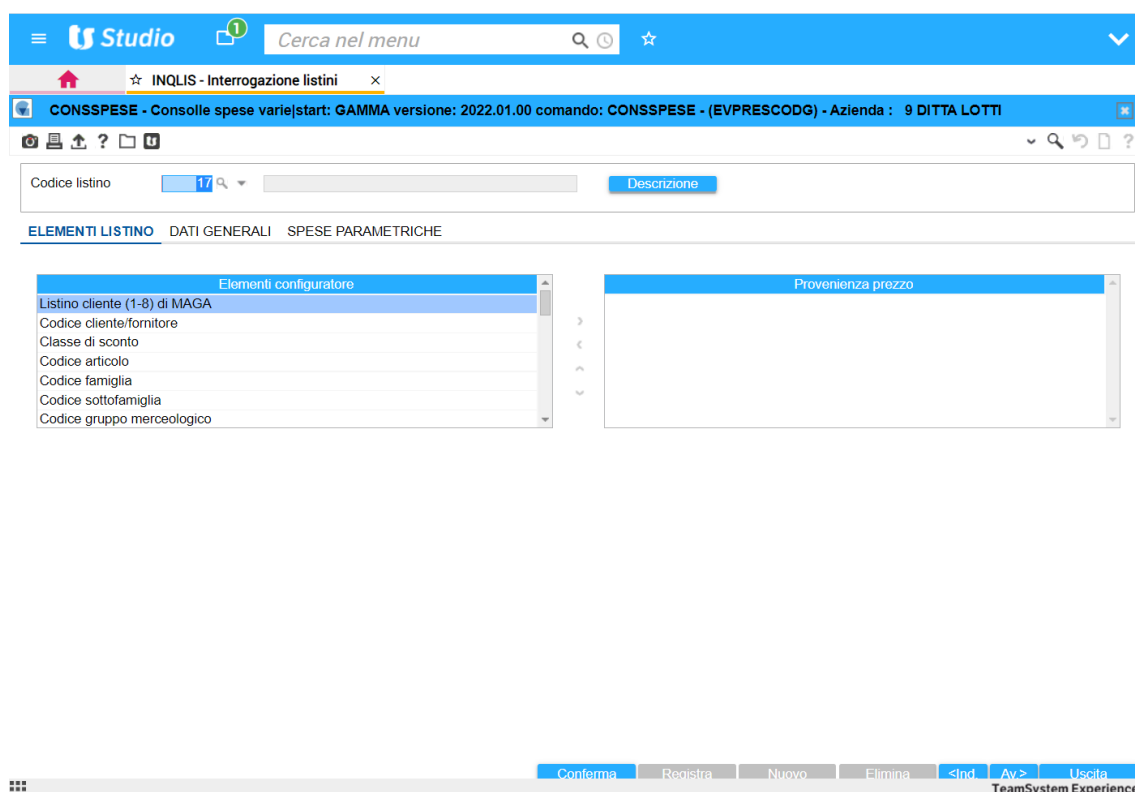 Studio
1
Cerca nel menu
INQLIS - Interrogazione listini
CONSSPESE - Consolle spese varie|start: GAMMA versione: 2022.01.00 comando: CONSSPESE - (EVPRESCODG) - Azienda : 9 DITTA LOTTI
Codice listino 17 Descrizione
ELEMENTI LISTINO DATI GENERALI SPESE PARAMETRICHE
Elementi configuratore Provenienza prezzo
Listino cliente (1-8) di MAGA
Codice cliente/fornitore
Classe di sconto
Codice articolo
Codice famiglia
Codice sottofamiglia
Codice gruppo merceologico
Conferma Registra Nuovo Elimina <Ind. Av.> Uscita
TeamSystem Experience